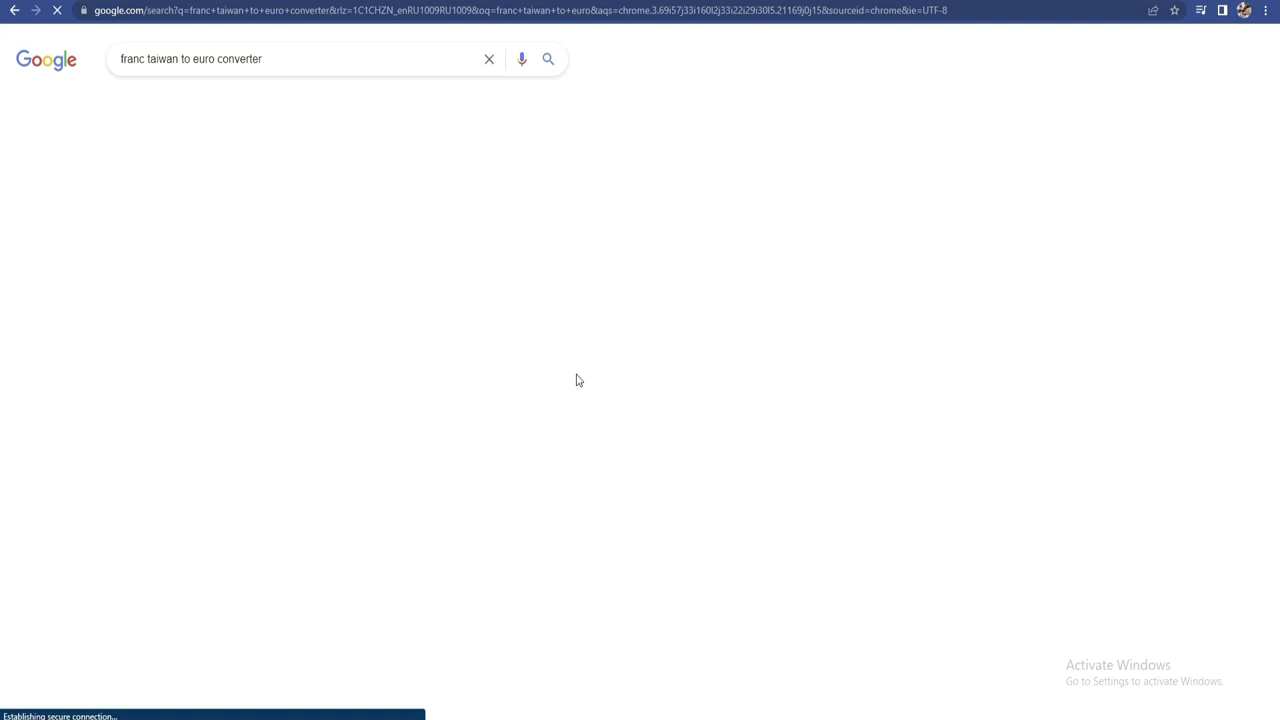 google.com/search?q=franc+taiwan+to+euro+converter&rlz=1C1CHZN_enRU1009RU1009&oq=franc+taiwan+to+euro&aqs=chrome.3.69i57j33i160l2j33i22i29i30l5.21169j0j15&sourceid=chrome&ie=UTF-8
Google
franc taiwan to euro converter
Activate Windows
Go to Settings to activate Windows.
Establishing secure connection...